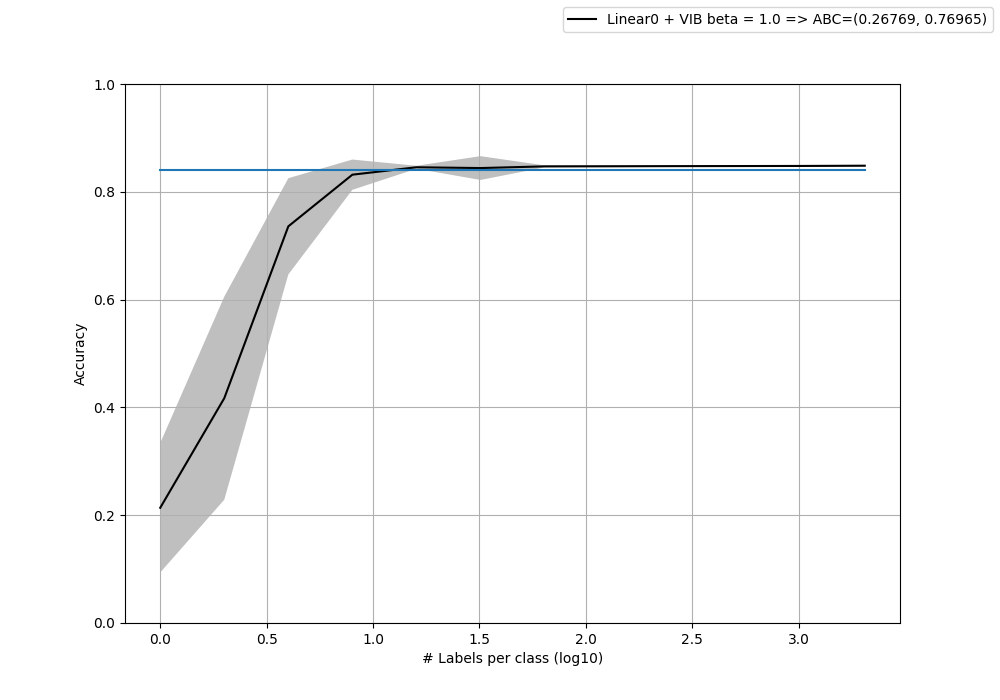 Linear0 + VIB beta = 1.0 => ABC=(0.26769, 0.76965)
1.0
0.8
0.6
0.4
0.2
0.0
Accuracy
0.0 0.5 1.0 1.5 2.0 2.5 3.0
# Labels per class (log10)